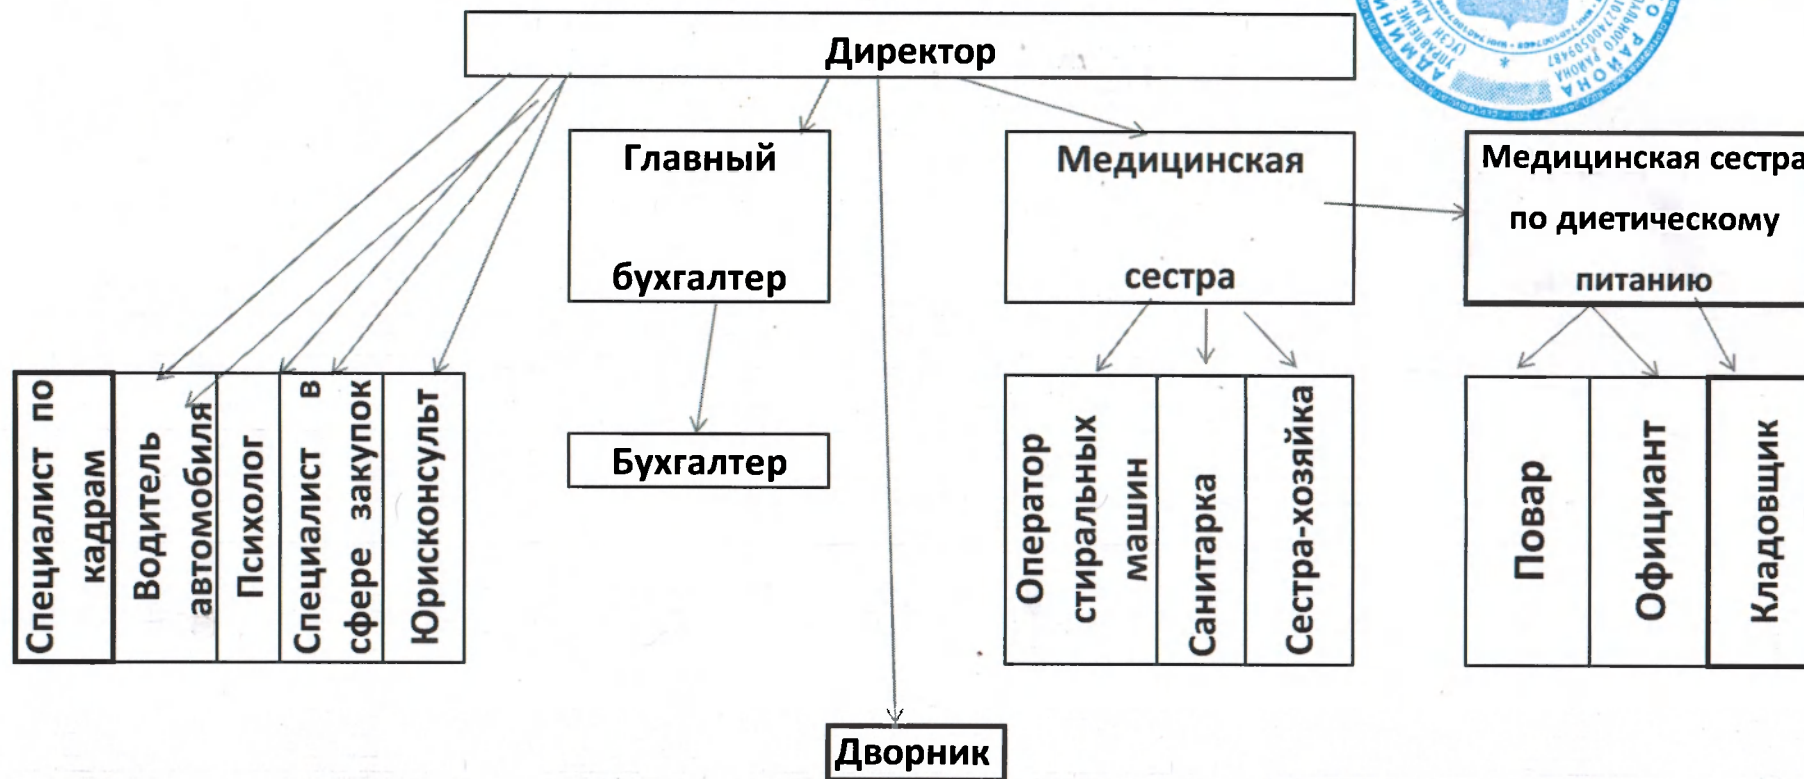 Директор
Главный
бухгалтер
Медицинская
сестра
Медицинская сестра
по диетическому
питанию
Специалист по
кадрам
Водитель
автомобиля
Психолог
Специалист в
сфере закупок
Юрисконсульт
Бухгалтер
Оператор
стиральных
машин
Санитарка
Сестра-хозяйка
Повар
Официант
Кладовщик
Дворник